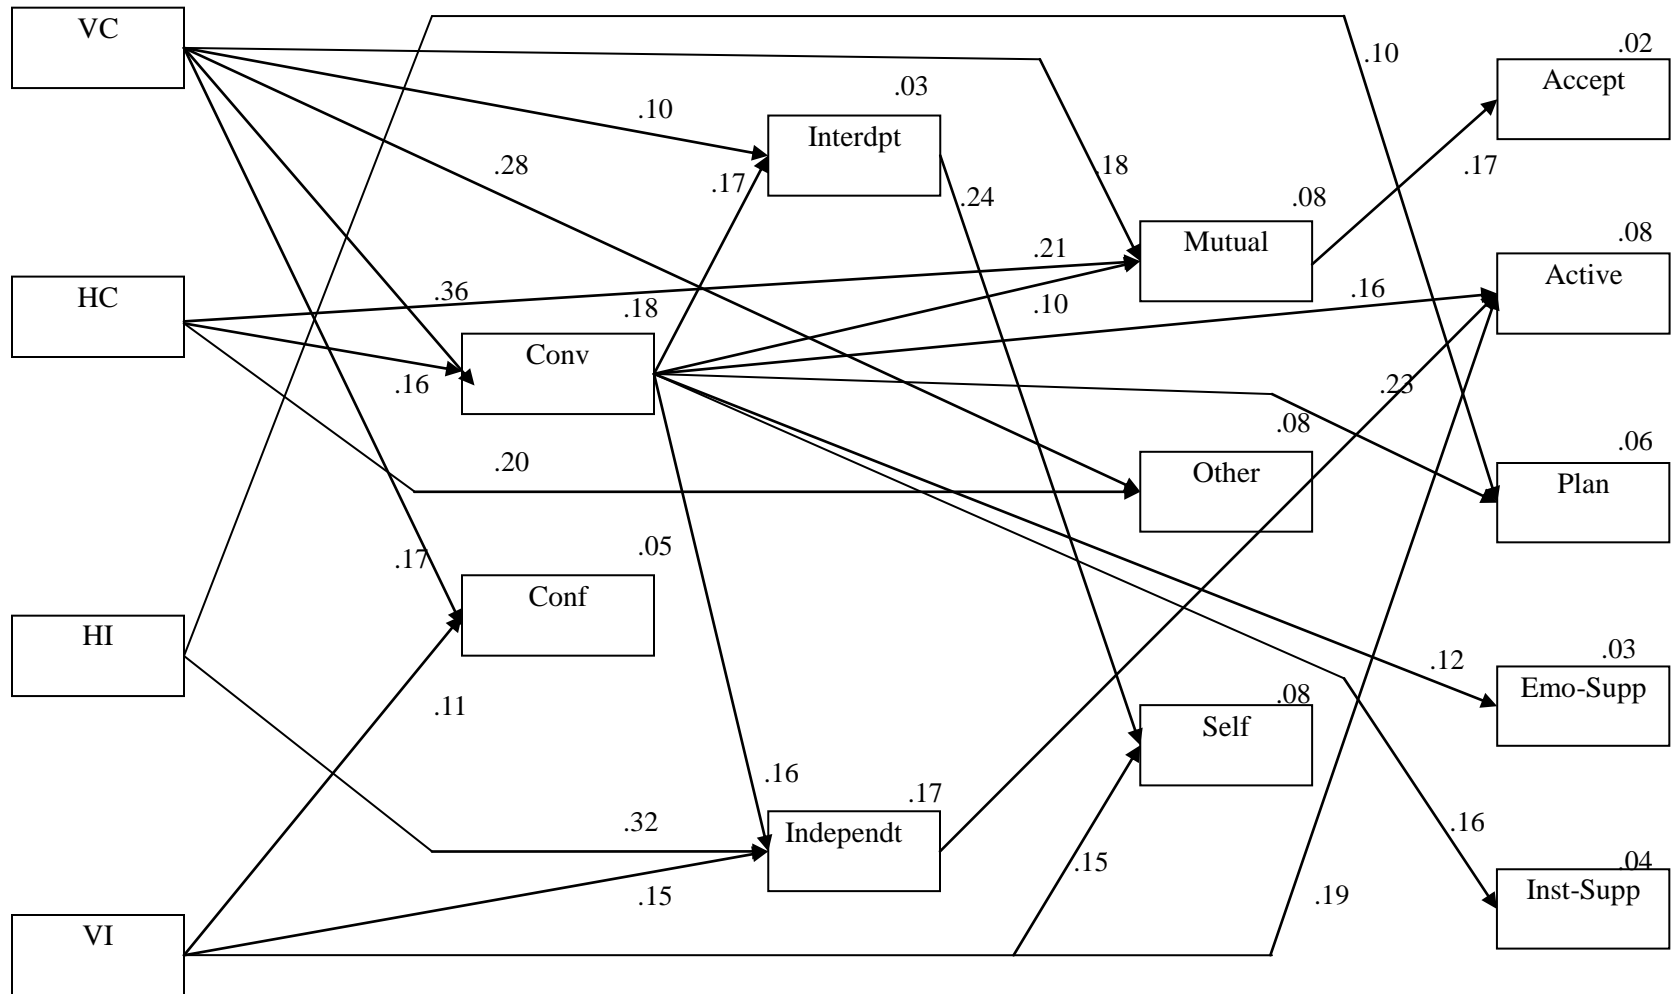 VC
.02
.10
Accept
.03
.10
Interdpt
.28
.17
.18
.17
.24
.08
Mutual
.08
.21
Active
HC
.36
.18
.10
.16
Conv
.16
.23
.08
.06
.20
Other
Plan
.05
.17
Conf
HI
.12
.03
Emo-Supp
.11
.08
Self
.16
.17
.32
Independt
.16
.15
.04
.15
.19
Inst-Supp
VI